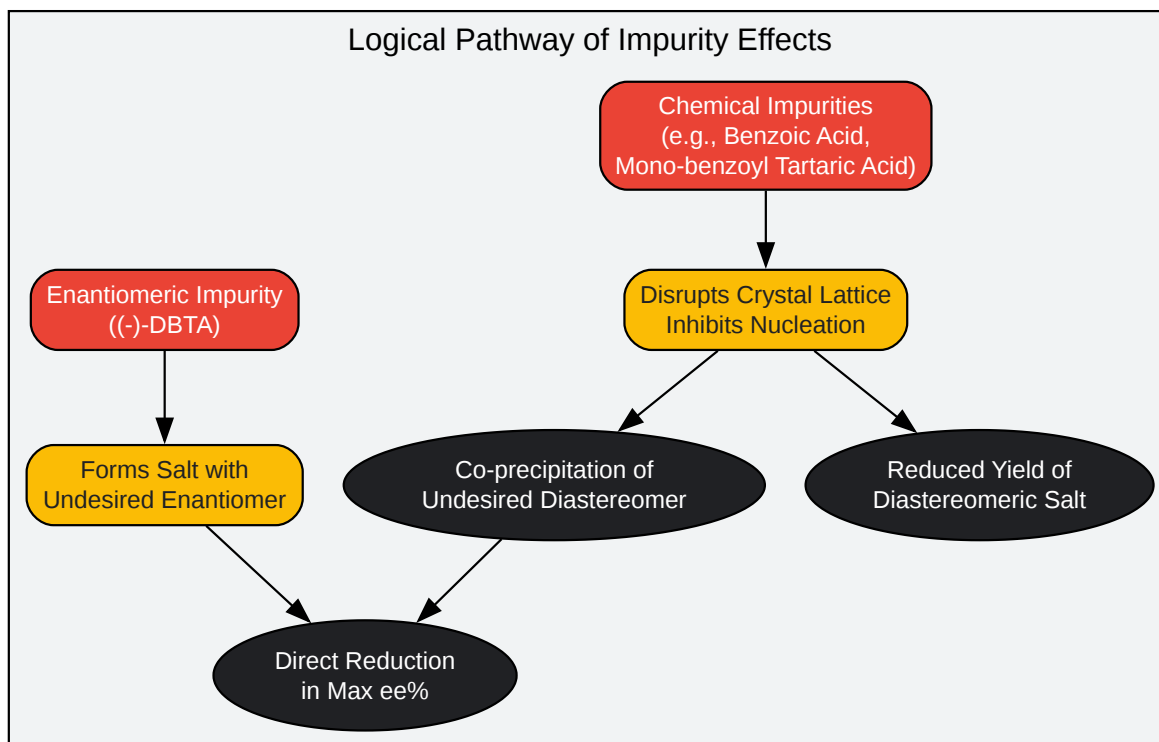 Logical Pathway of Impurity Effects
Chemical Impurities
(e.g., Benzoic Acid,
Mono-benzoyl Tartaric Acid)
Enantiomeric Impurity
((-)-DBTA)
Disrupts Crystal Lattice
Inhibits Nucleation
Forms Salt with
Undesired Enantiomer
Co-precipitation of
Undesired Diastereomer
Reduced Yield of
Diastereomeric Salt
Direct Reduction
in Max ee%